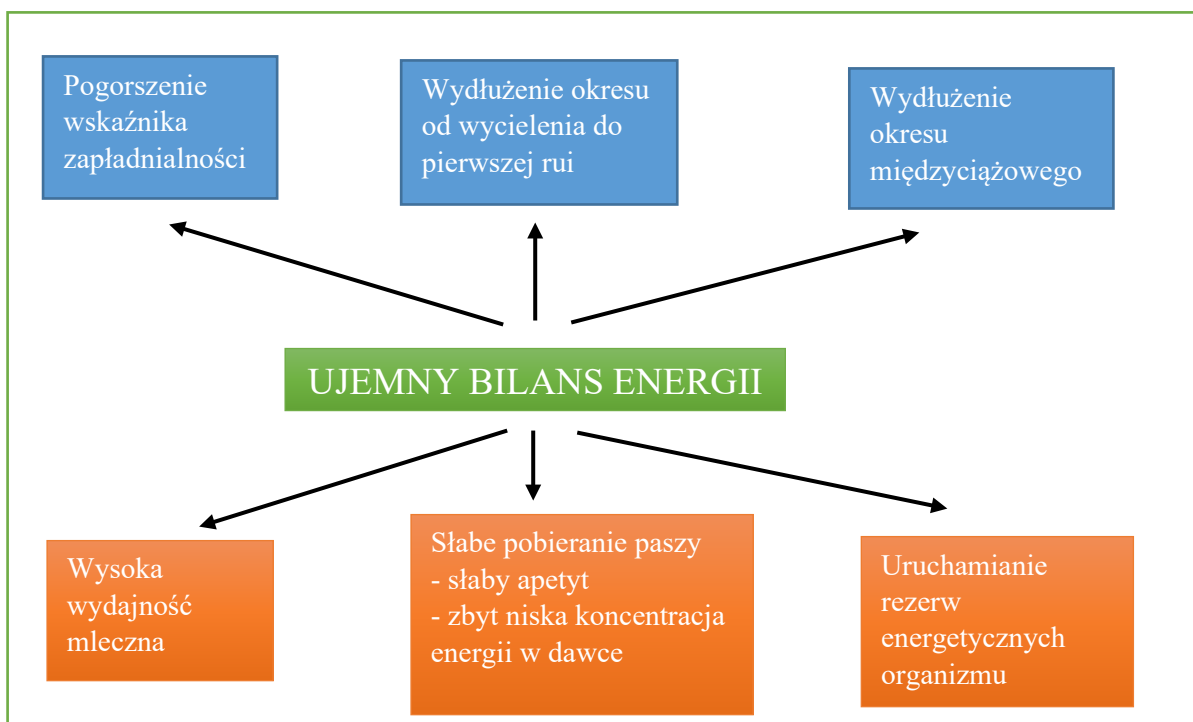 Pogorszenie
wskaźnika
zapładnialności
Wydłużenie okresu
od wycielenia do
pierwszej rui
Wydłużenie
okresu
międzyciążowego
UJEMNY BILANS ENERGII
Wysoka
wydajność
mleczna
Słabe pobieranie paszy
- słaby apetyt
- zbyt niska koncentracja
energii w dawce
Uruchamianie
rezerw
energetycznych
organizmu